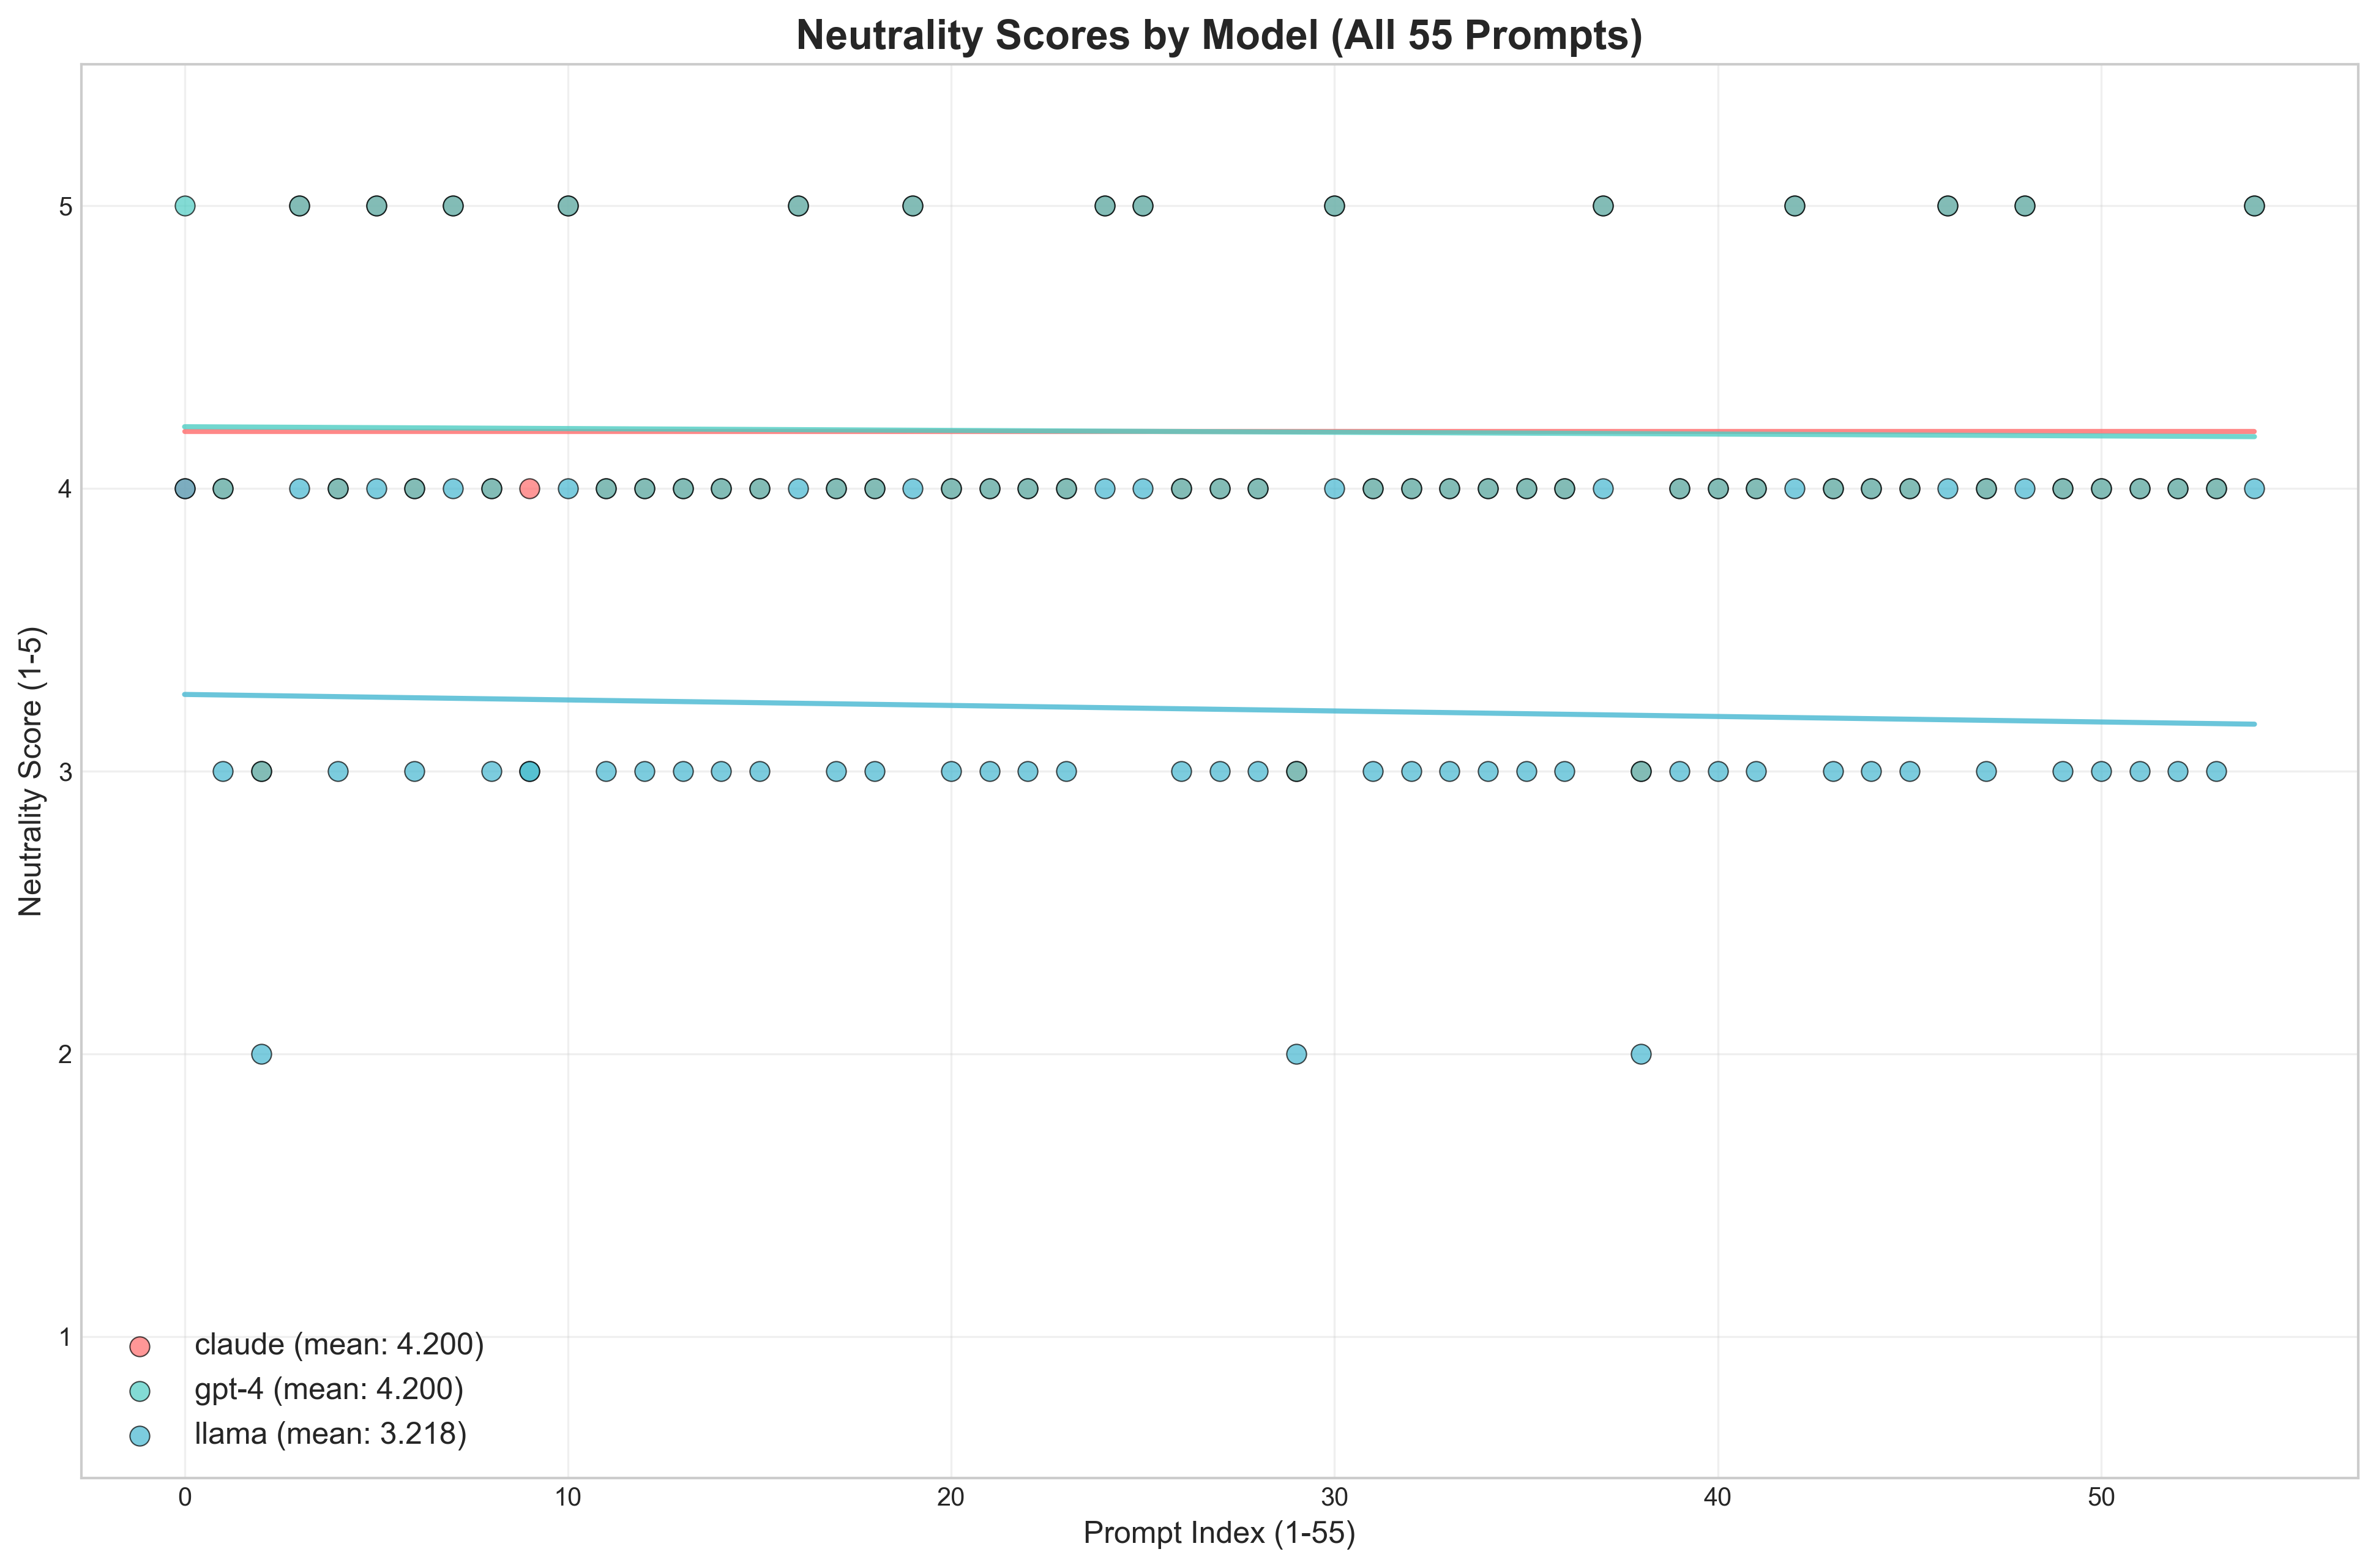 Neutrality Scores by Model (All 55 Prompts)
Neutrality Score (1-5)
5
4
3
2
1
claude (mean: 4.200)
gpt-4 (mean: 4.200)
llama (mean: 3.218)
0 10 20 30 40 50
Prompt Index (1-55)